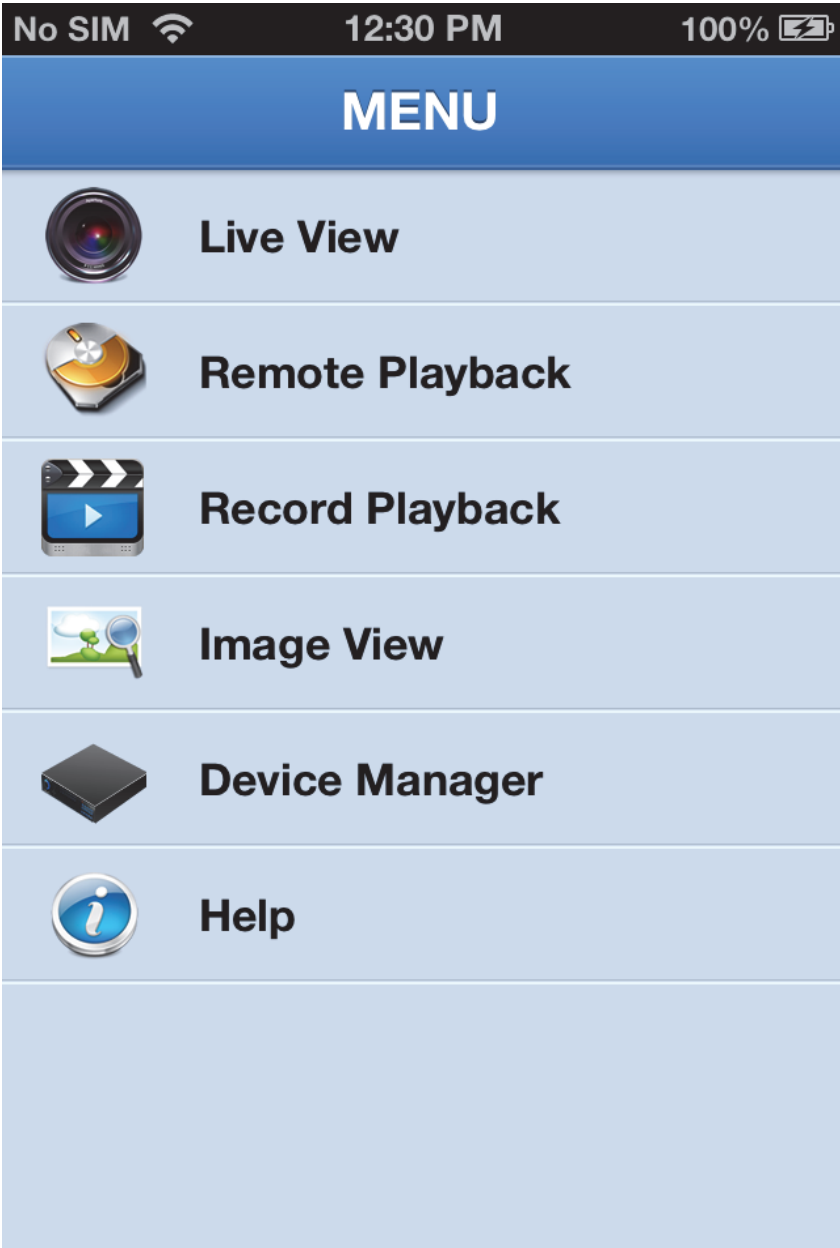 No SIM 12:30 PM 100%
MENU
Live View
Remote Playback
Record Playback
Image View
Device Manager
Help